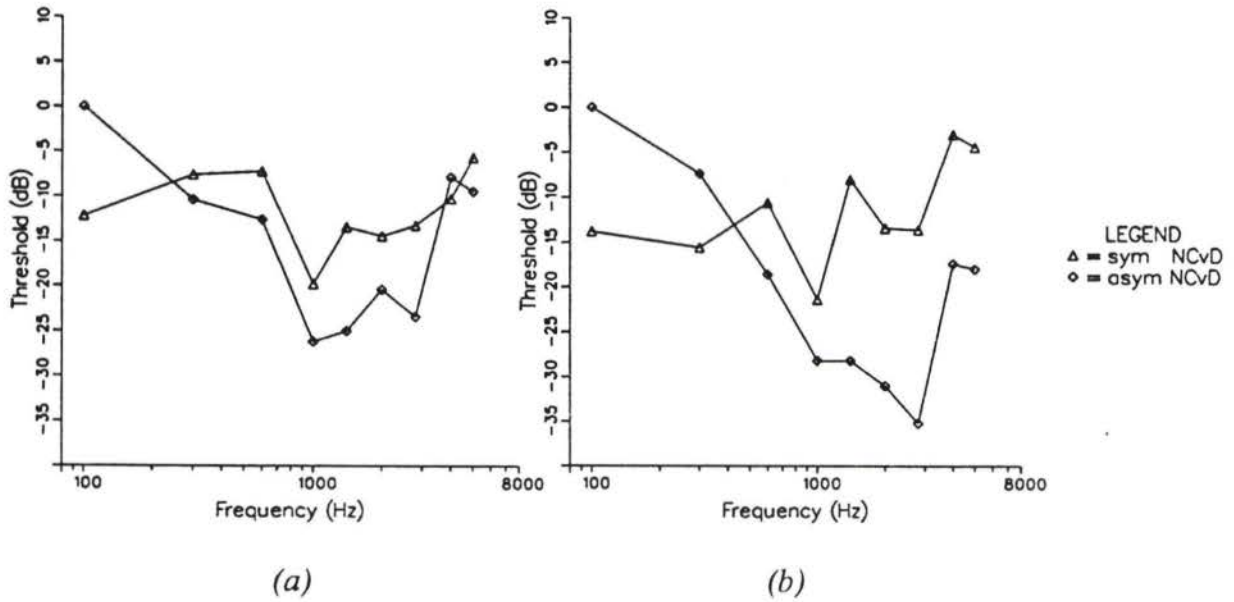 10
5
0
-5
-10
-15
-20
-25
-30
-35
Threshold (dB)
100
1000
8000
Frequency (Hz)
(a)
10
5
0
-5
-10
-15
-20
-25
-30
-35
Threshold (dB)
100
1000
8000
Frequency (Hz)
(b)
LEGEND
△ = sym NCvD
◇ = asym NCvD